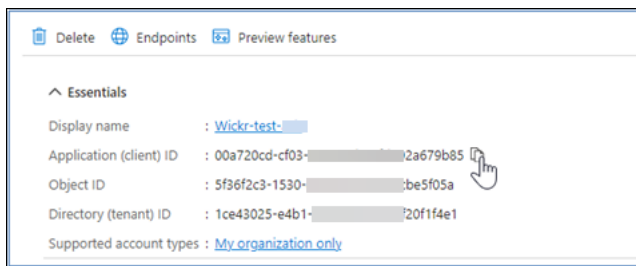 Delete Endpoints Preview features
Essentials
Display name : Wickr-test-
Application (client) ID : 00a720cd-cf03- 2a679b85
Object ID : 5f36f2c3-1530- be5f05a
Directory (tenant) ID : 1ce43025-e4b1- f20f1f4e1
Supported account types : My organization only